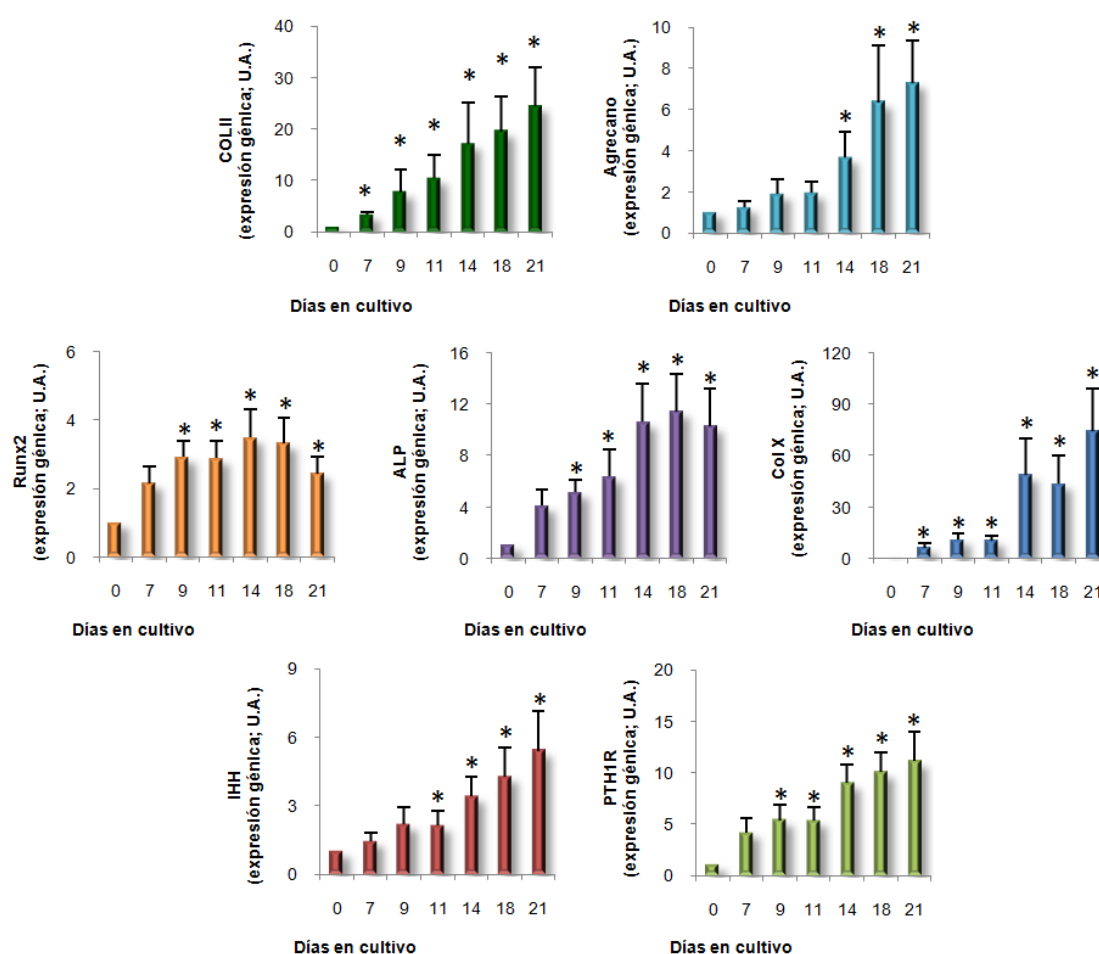 COLII
(expresión génica; U.A.)
40
30
20
10
0
* * * * * *
0 7 9 11 14 18 21
Días en cultivo
Agrecano
(expresión génica; U.A.)
10
8
6
4
2
0
* * *
0 7 9 11 14 18 21
Días en cultivo
Runx2
(expresión génica; U.A.)
6
4
2
0
* * * * *
0 7 9 11 14 18 21
Días en cultivo
ALP
(expresión génica; U.A.)
16
12
8
4
0
* * * * *
0 7 9 11 14 18 21
Días en cultivo
Col X
(expresión génica; U.A.)
120
90
60
30
0
* * * * * *
0 7 9 11 14 18 21
Días en cultivo
IHH
(expresión génica; U.A.)
9
6
3
0
* * * *
0 7 9 11 14 18 21
Días en cultivo
PTH1R
(expresión génica; U.A.)
20
15
10
5
0
* * * * *
0 7 9 11 14 18 21
Días en cultivo